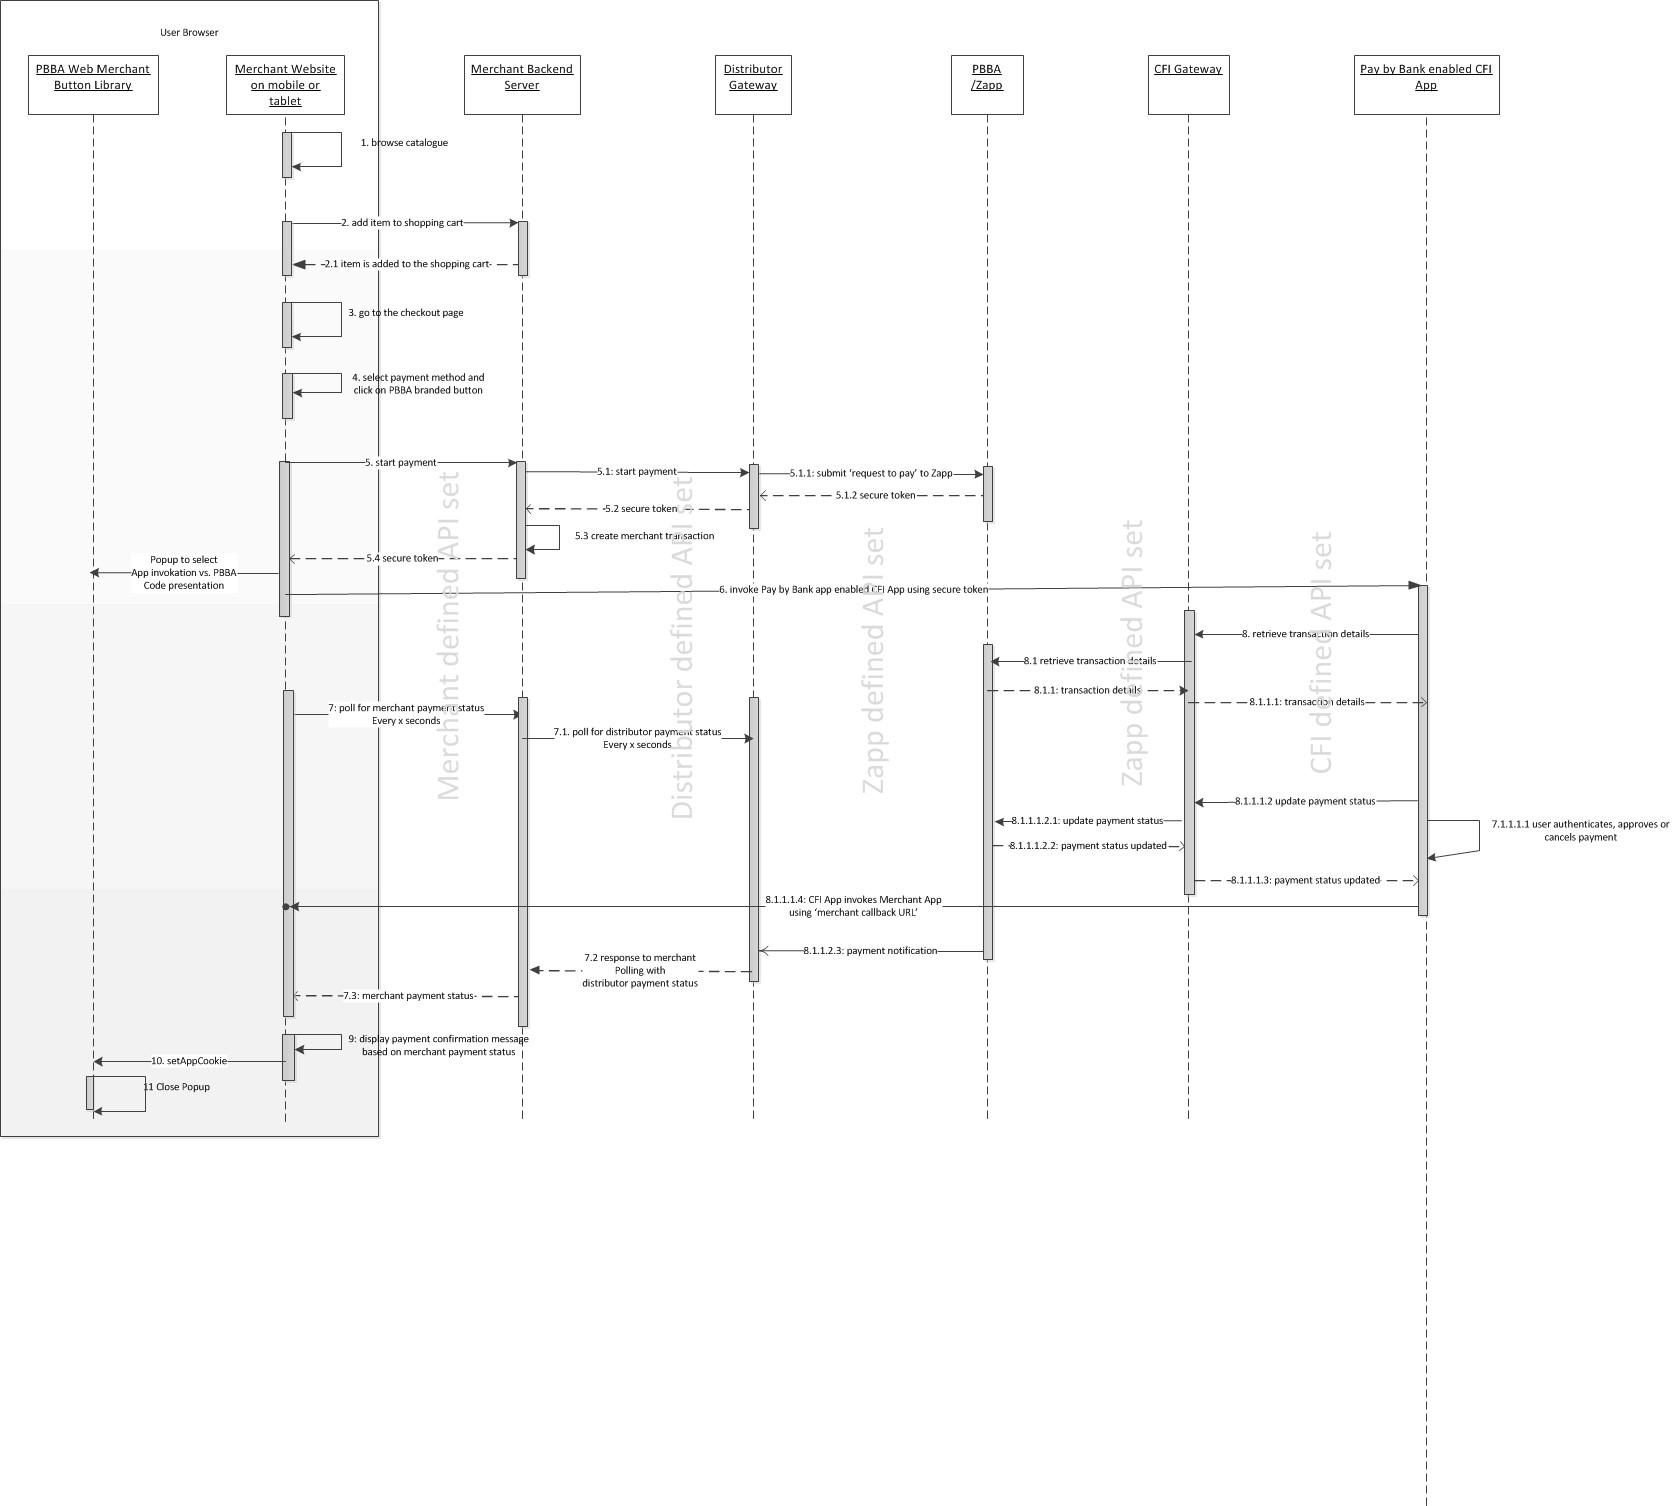 User Browser
PBBA Web Merchant
Button Library
Merchant Website
on mobile or
tablet
Merchant Backend
Server
Distributor
Gateway
PBBA
/Zapp
CFI Gateway
Pay by Bank enabled CFI
App
1. browse catalogue
2. add item to shopping cart
2.1 item is added to the shopping cart
3. go to the checkout page
4. select payment method and
click on PBBA branded button
5. start payment
5.1: start payment
5.1.1: submit ‘request to pay’ to Zapp
5.1.2 secure token
5.2 secure token
5.3 create merchant transaction
5.4 secure token
Popup to select
App invokation vs. PBBA
Code presentation
6. invoke Pay by Bank app enabled CFI App using secure token
Merchant defined API set
Distributor defined API set
Zapp defined API set
Zapp defined API set
CFI defined API set
8. retrieve transaction details
8.1 retrieve transaction details
8.1.1: transaction details
8.1.1.1: transaction details
7: poll for merchant payment status
Every x seconds
7.1. poll for distributor payment status
Every x seconds
8.1.1.1.2 update payment status
8.1.1.1.2.1: update payment status
7.1.1.1.1 user authenticates, approves or
cancels payment
8.1.1.1.2.2: payment status updated
8.1.1.1.3: payment status updated
8.1.1.1.4: CFI App invokes Merchant App
using ‘merchant callback URL’
8.1.1.2.3: payment notification
7.2 response to merchant
Polling with
distributor payment status
7.3: merchant payment status
9: display payment confirmation message
based on merchant payment status
10. setAppCookie
11 Close Popup